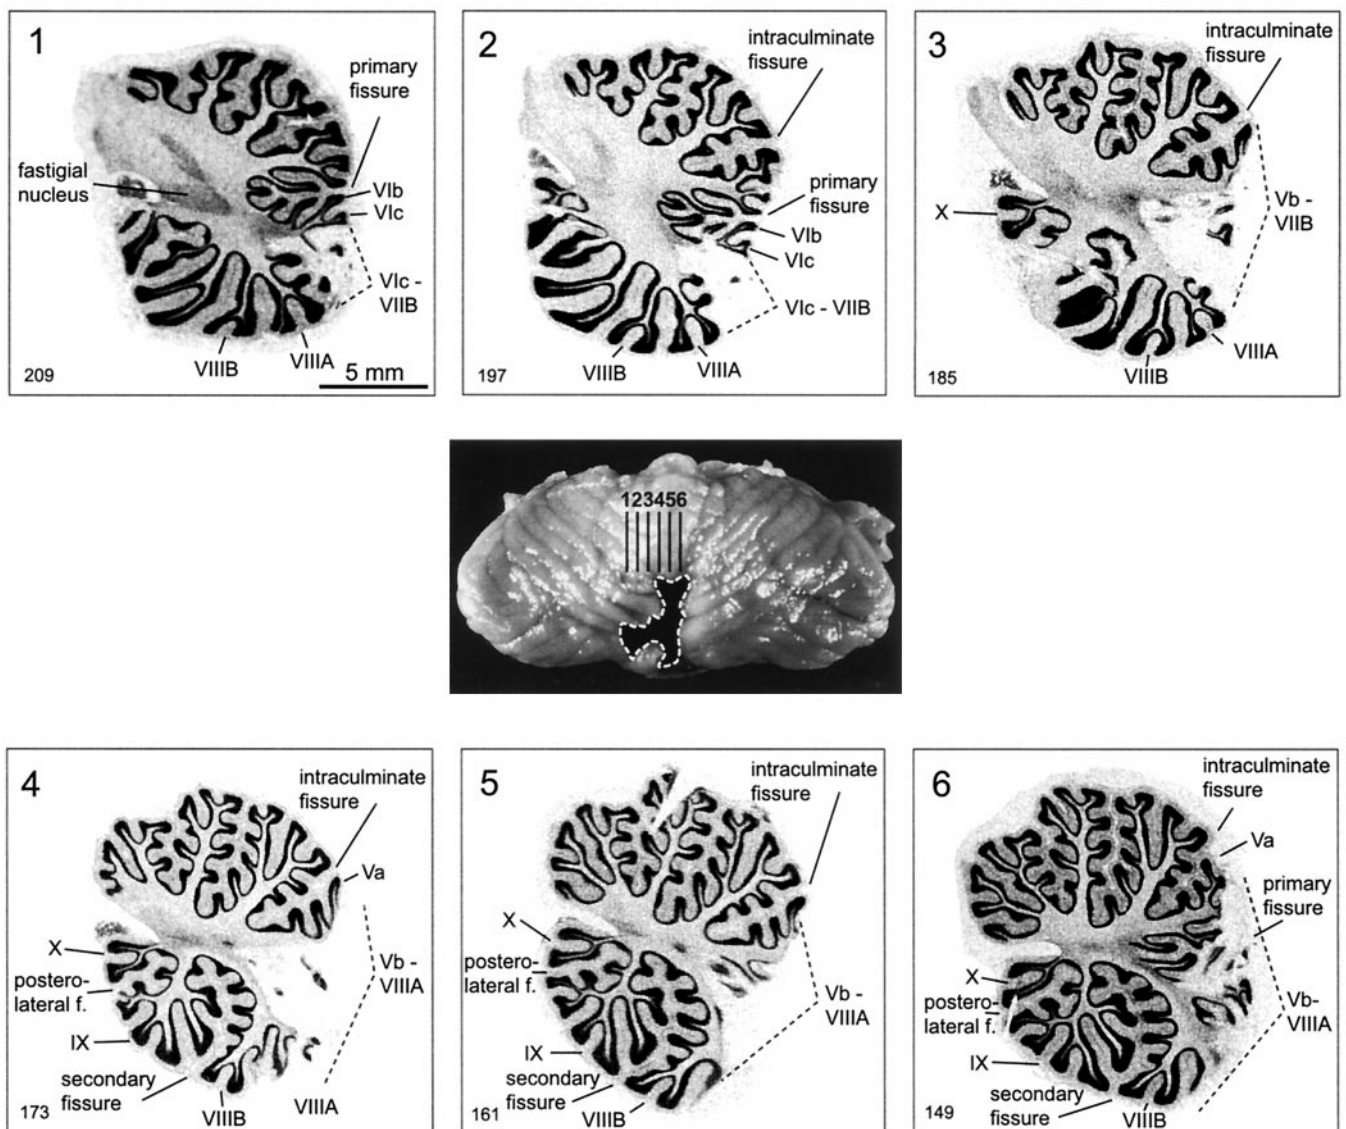 1
primary
fissure
fastigial
nucleus
VIb
VIc
VIc -
VIIB
VIIIB
VIIIA
209
5 mm
2
intraculminate
fissure
primary
fissure
VIb
VIc
VIc - VIIB
VIIIB
VIIIA
197
3
intraculminate
fissure
X
Vb -
VIIB
VIIIA
VIIIB
185
123456
4
intraculminate
fissure
Va
X
postero-
lateral f.
Vb -
VIIIA
IX
secondary
fissure
VIIIB
VIIIA
173
5
intraculminate
fissure
X
postero-
lateral f.
Vb -
VIIIA
IX
secondary
fissure
VIIIB
161
6
intraculminate
fissure
Va
primary
fissure
X
postero-
lateral f.
Vb-
VIIIA
IX
secondary
fissure
VIIIB
149